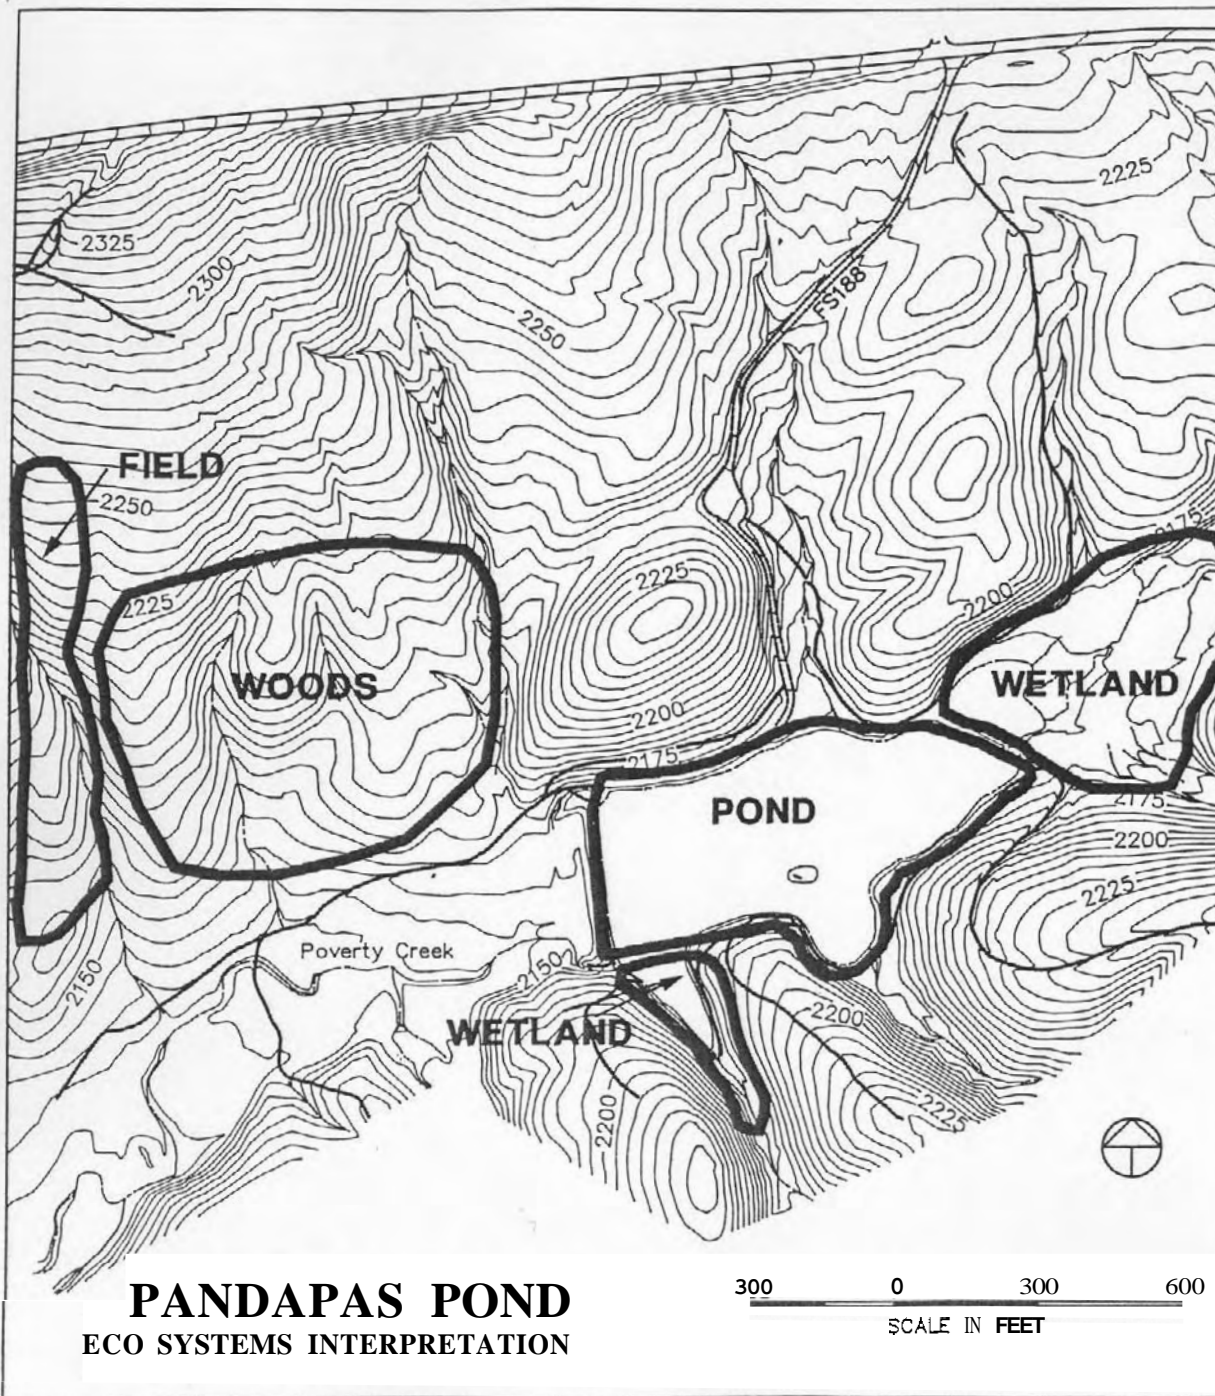 2225
2325
2300
FS188
2250
FIELD
2250
2175
2225
2225
2200
WOODS
WETLAND
2200
2175
2175
POND
2200
2225
Poverty Creek
2150
2150
2200
WETLAND
2200
2225
PANDAPAS POND
ECO SYSTEMS INTERPRETATION
300 0 300 600
SCALE IN FEET